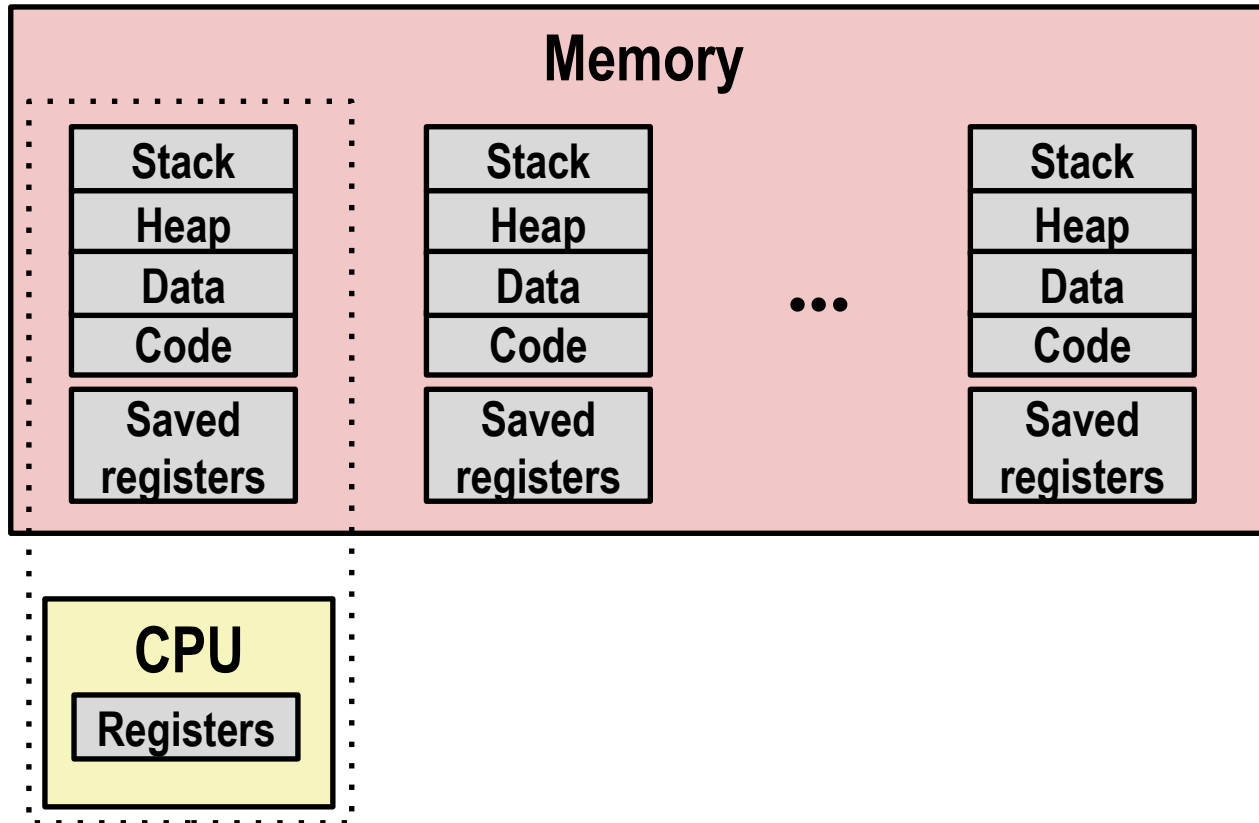 Memory
Stack
Heap
Data
Code
Saved
registers
Stack
Heap
Data
Code
Saved
registers
...
Stack
Heap
Data
Code
Saved
registers
CPU
Registers